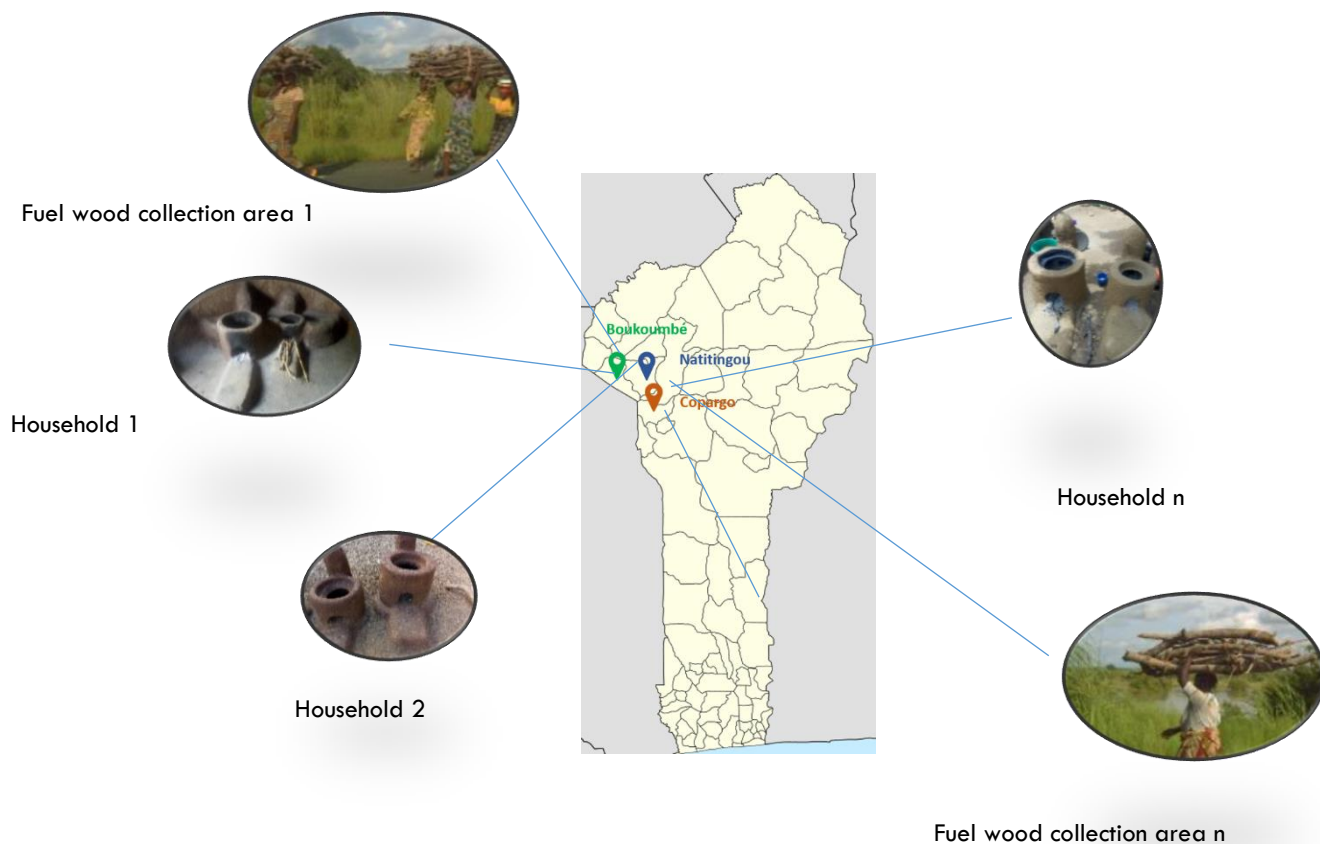 Fuel wood collection area 1
Boukoumbé
Natitingou
Copargo
Household 1
Household n
Household 2
Fuel wood collection area n